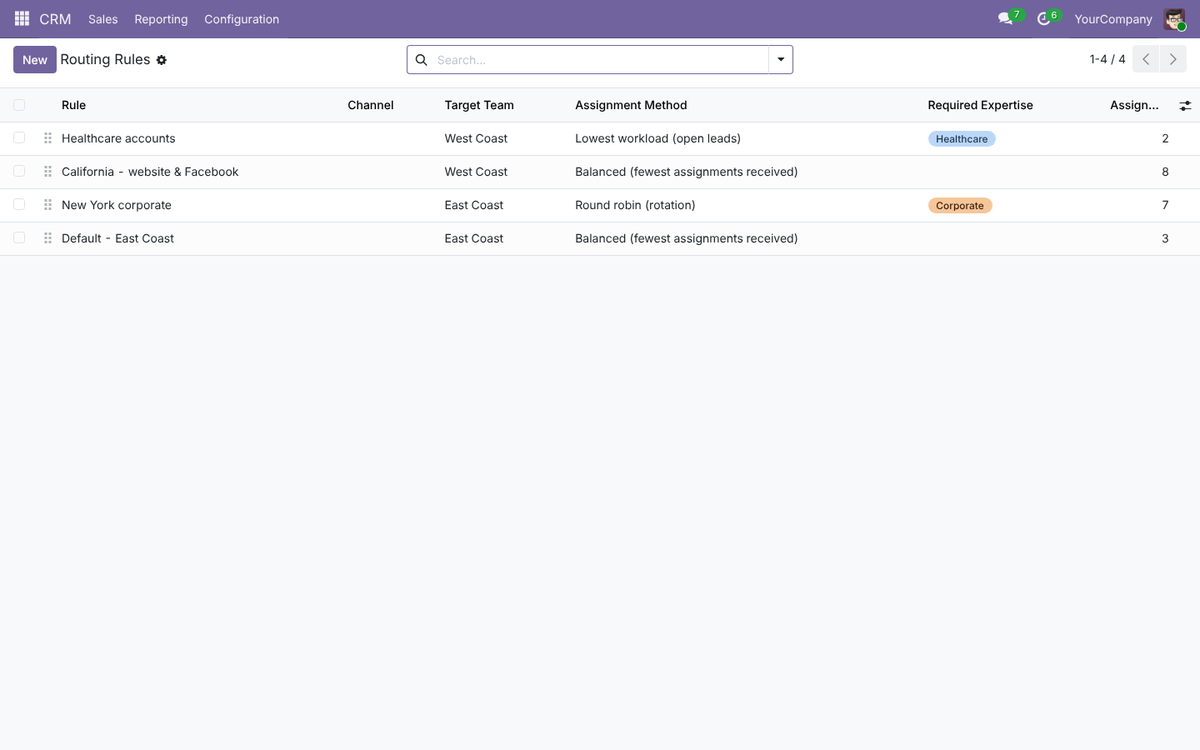 CRM Sales Reporting Configuration 7 6 YourCompany
New Routing Rules Search... 1-4 / 4
Rule Channel Target Team Assignment Method Required Expertise Assign...
Healthcare accounts West Coast Lowest workload (open leads) Healthcare 2
California - website & Facebook West Coast Balanced (fewest assignments received) 8
New York corporate East Coast Round robin (rotation) Corporate 7
Default - East Coast East Coast Balanced (fewest assignments received) 3